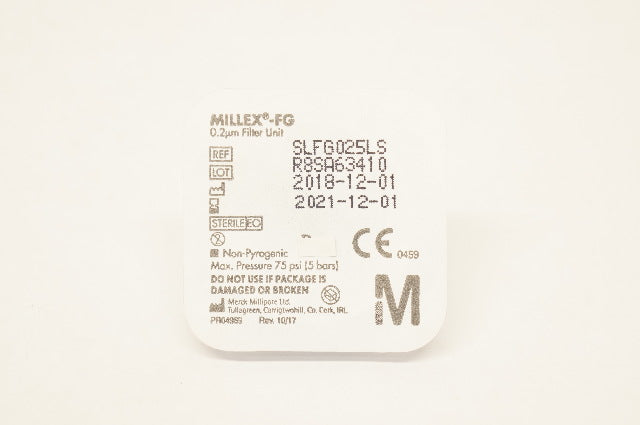 MILLEX®-FG
0.2µm Filter Unit
REF SLFG025LS
LOT R8SA63410
2018-12-01
2021-12-01
STERILE EO
Non-Pyrogenic
CE 0459
Max. Pressure 75 psi (5 bars)
DO NOT USE IF PACKAGE IS
DAMAGED OR BROKEN
M
Merck Millipore Ltd.
Tullagreen, Carrigtwohill, Co. Cork, IRL
PR04969 Rev. 10/17